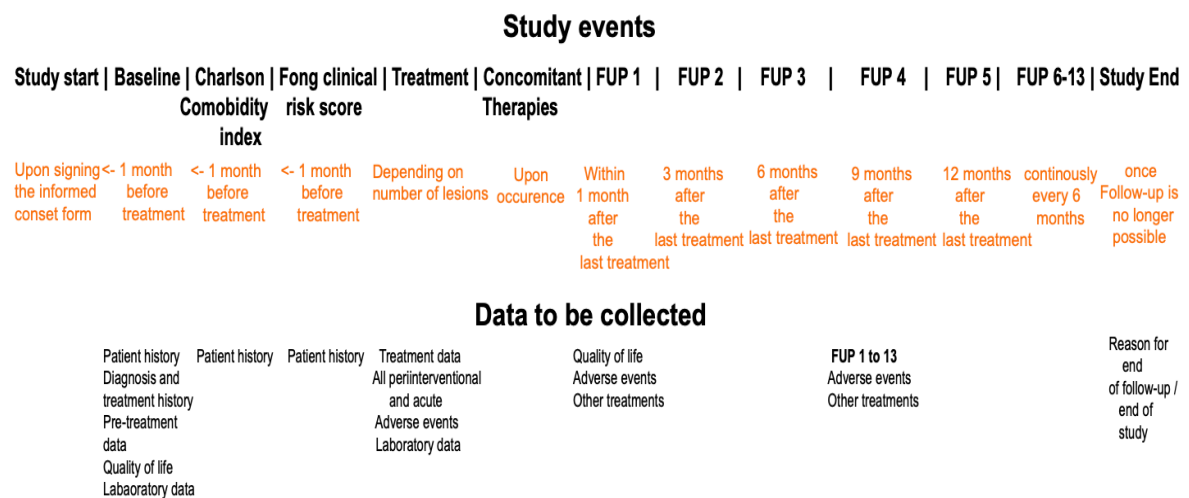 Study events
Study start | Baseline | Charlson | Fong clinical | Treatment | Concomitant | FUP 1 | FUP 2 | FUP 3 | FUP 4 | FUP 5 | FUP 6-13 | Study End
Comobidity risk score Therapies
index
Upon signing
the informed
conset form
<- 1 month
before
treatment
<- 1 month
before
treatment
<- 1 month
before
treatment
Depending on
number of lesions
Upon
occurence
Within
1 month
after
the
last treatment
3 months
after
the
last treatment
6 months
after
the
last treatment
9 months
after
the
last treatment
12 months
after
the
last treatment
continously
every 6
months
once
Follow-up is
no longer
possible
Data to be collected
Patient history
Diagnosis and
treatment history
Pre-treatment
data
Quality of life
Labaoratory data
Patient history
Patient history
Treatment data
All periinterventional
and acute
Adverse events
Laboratory data
Quality of life
Adverse events
Other treatments
FUP 1 to 13
Adverse events
Other treatments
Reason for
end
of follow-up /
end of
study